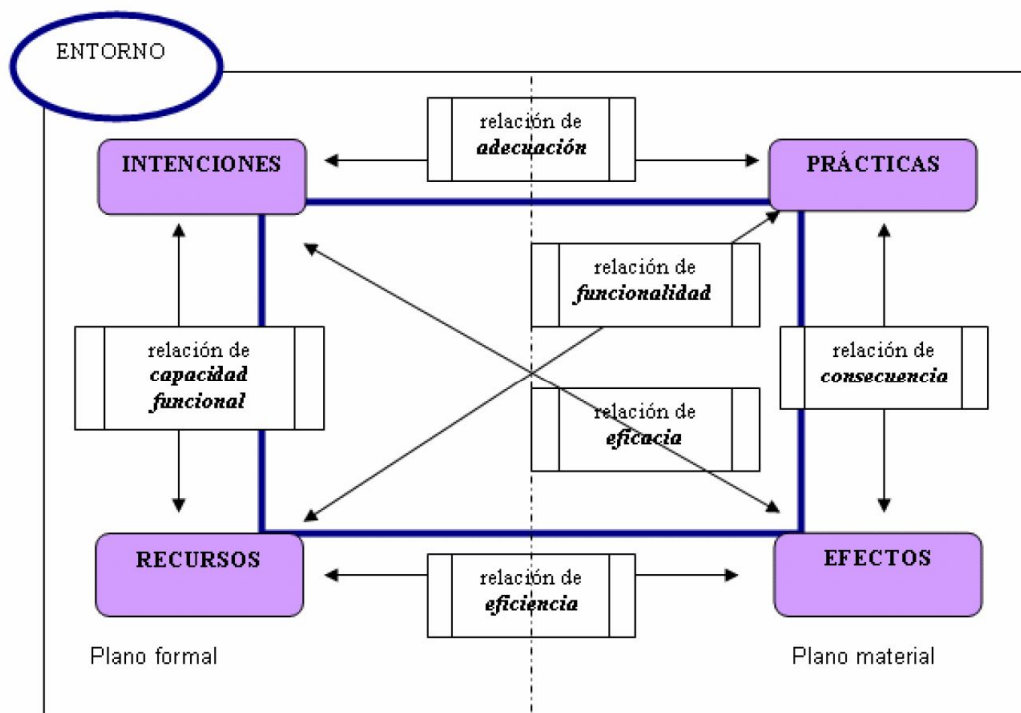 ENTORNO
relación de
adecuación
INTENCIONES
PRÁCTICAS
relación de
funcionalidad
relación de
capacidad
funcional
relación de
consecuencia
relación de
eficacia
RECURSOS
EFECTOS
relación de
eficiencia
Plano formal
Plano material